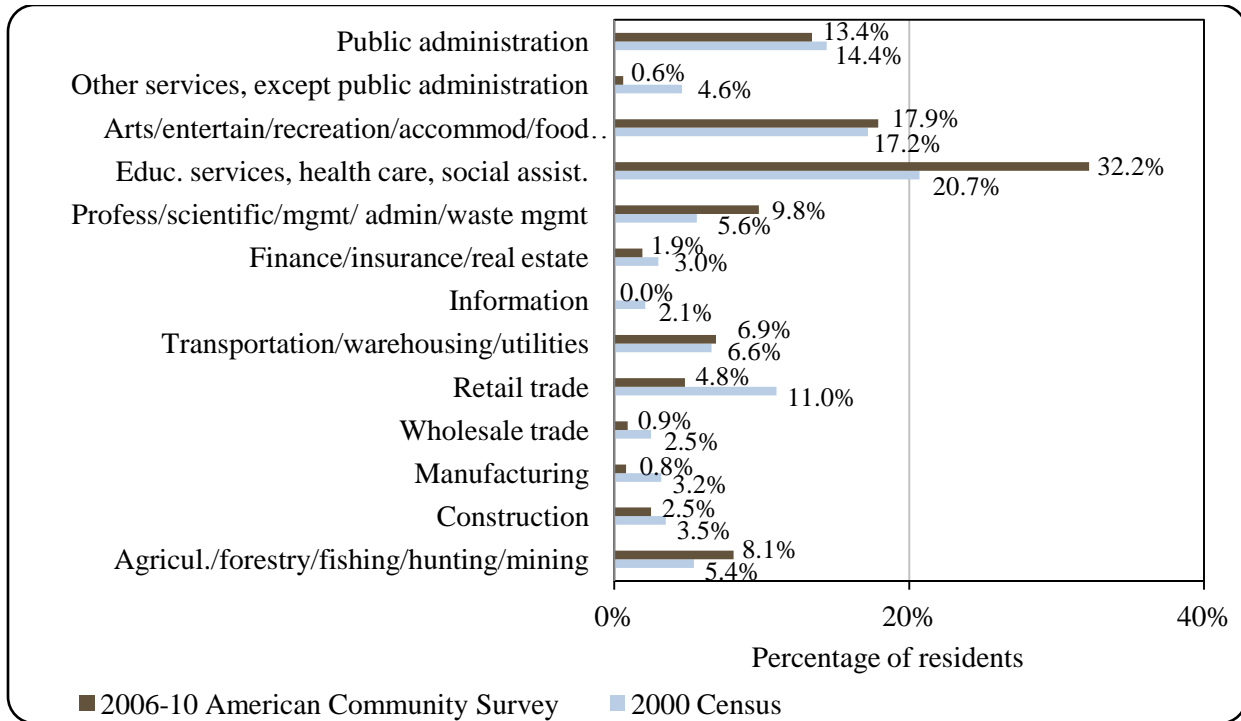 Public administration
13.4%
14.4%
Other services, except public administration
0.6%
4.6%
Arts/entertain/recreation/accommod/food..
17.9%
17.2%
Educ. services, health care, social assist.
32.2%
20.7%
Profess/scientific/mgmt/ admin/waste mgmt
9.8%
5.6%
Finance/insurance/real estate
1.9%
3.0%
Information
0.0%
2.1%
Transportation/warehousing/utilities
6.9%
6.6%
Retail trade
4.8%
11.0%
Wholesale trade
0.9%
2.5%
Manufacturing
0.8%
3.2%
Construction
2.5%
3.5%
Agricul./forestry/fishing/hunting/mining
8.1%
5.4%
0% 20% 40%
Percentage of residents
2006-10 American Community Survey 2000 Census